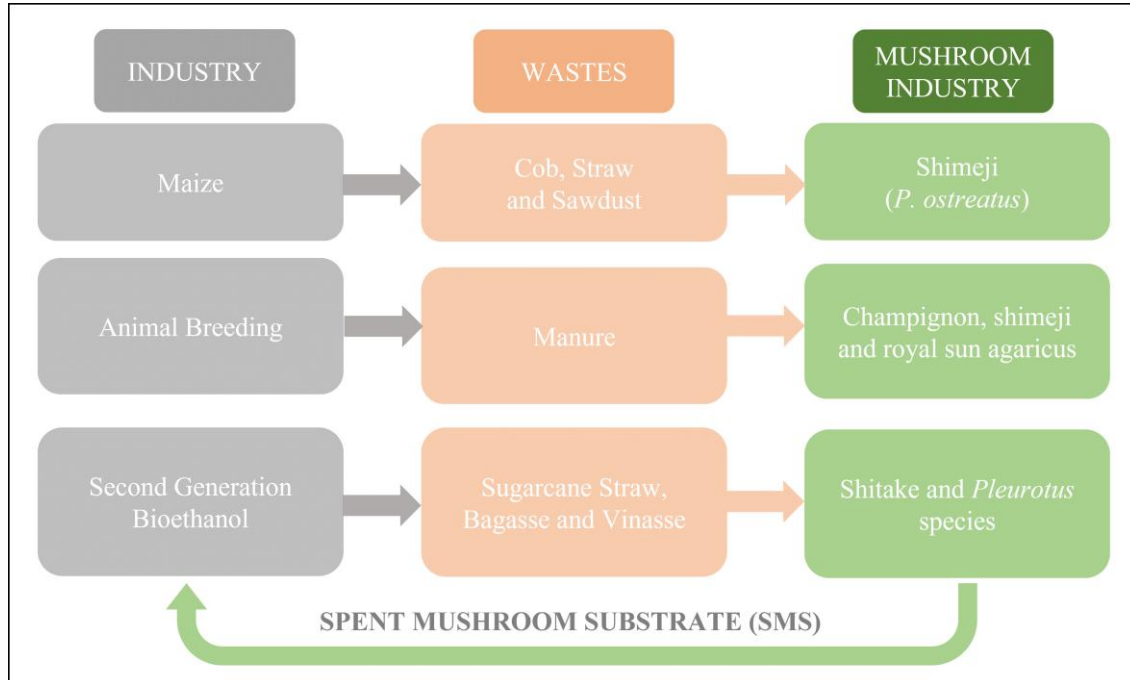 INDUSTRY
WASTES
MUSHROOM
INDUSTRY
Maize
Cob, Straw
and Sawdust
Shimeji
(P. ostreatus)
Animal Breeding
Manure
Champignon, shimeji
and royal sun agaricus
Second Generation
Bioethanol
Sugarcane Straw,
Bagasse and Vinasse
Shitake and Pleurotus
species
SPENT MUSHROOM SUBSTRATE (SMS)